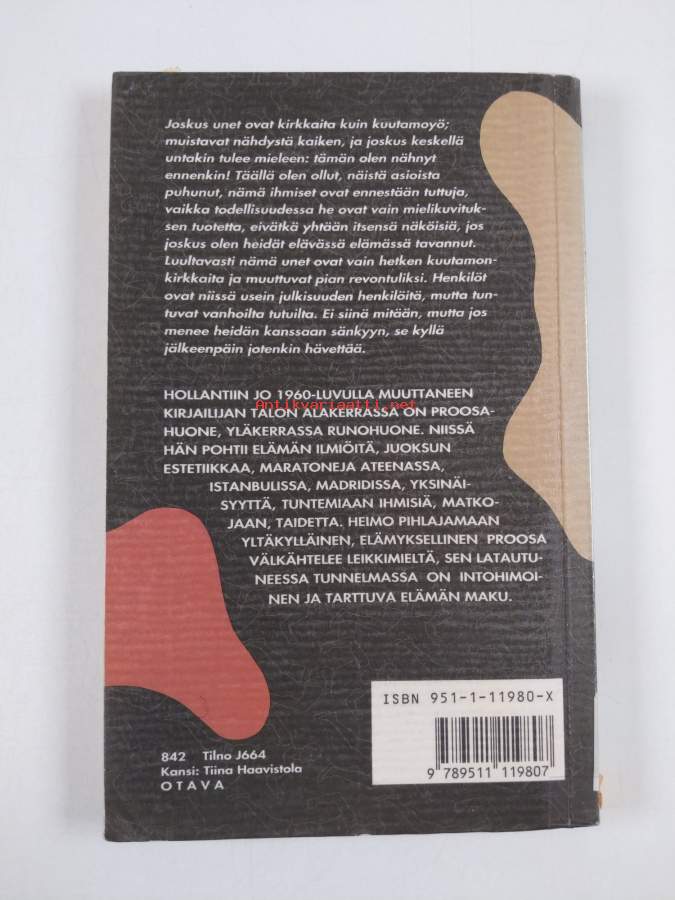 Joskus unet ovat kirkkaita kuin kuutamoyö;
muistavat nähdystä kaiken, ja joskus keskellä
untakin tulee mieleen: tämän olen nähnyt
ennenkin! Täällä olen ollut, näistä asioista
puhunut, nämä ihmiset ovat ennestään tuttuja,
vaikka todellisuudessa he ovat vain mielikuvituk-
sen tuotetta, eivätkä yhtään itsensä näköisiä, jos
joskus olen heidät elävässä elämässä tavannut.
Luultavasti nämä unet ovat vain hetken kuutamon-
kirkkaita ja muuttuvat pian revontuliksi. Henkilöt
ovat niissä usein julkisuuden henkilöitä, mutta tun-
tuvat vanhoilta tutuilta. Ei siinä mitään, mutta jos
menee heidän kanssaan sänkyyn, se kyllä
jälkeenpäin jotenkin hävettää.
HOLLANTIIN JO 1960-LUVULLA MUUTTANEEN
Antikvariaatti.net
KIRJAILIJAN TALON ALAKERRASSA ON PROOSA-
HUONE, YLÄKERRASSA RUNOHUONE. NIISSÄ
HÄN POHTII ELÄMÄN ILMIÖITÄ, JUOKSUN
ESTETIIKKAA, MARATONEJA ATEENASSA,
ISTANBULISSA, MADRIDISSA, YKSINÄI-
SYYTTÄ, TUNTEMIAAN IHMISIÄ, MATKO-
JAAN, TAIDETTA. HEIMO PIHLAJAMAAN
YLTÄKYLLÄINEN, ELÄMYKSELLINEN PROOSA
VÄLKÄHTELEE LEIKKIMIELTÄ, SEN LATAUTU-
NEESSA TUNNELMASSA ON INTOHIMOI-
NEN JA TARTTUVA ELÄMÄN MAKU.
ISBN 951-1-11980-X
9 789511 119807
842 Tilno J664
Kansi: Tiina Haavistola
OTAVA